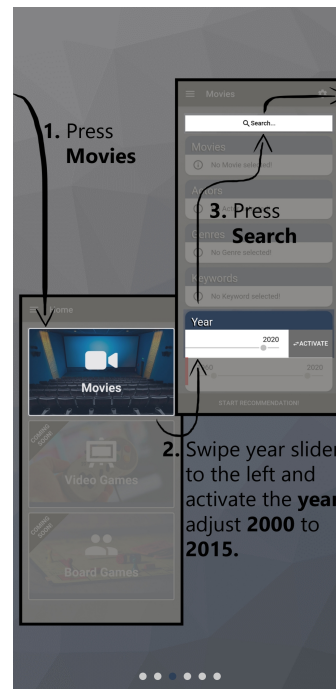 1. Press
Movies
Movies
Search...
Movies
No Movie selected!
Actors
3. Press
Search
Genres
No Genre selected!
Keywords
No Keyword selected!
Year
2020
ACTIVATE
2020
START RECOMMENDATION!
Home
Movies
COMING SOON!
Video Games
COMING SOON!
Board Games
2. Swipe year slider
to the left and
activate the year
adjust 2000 to
2015.